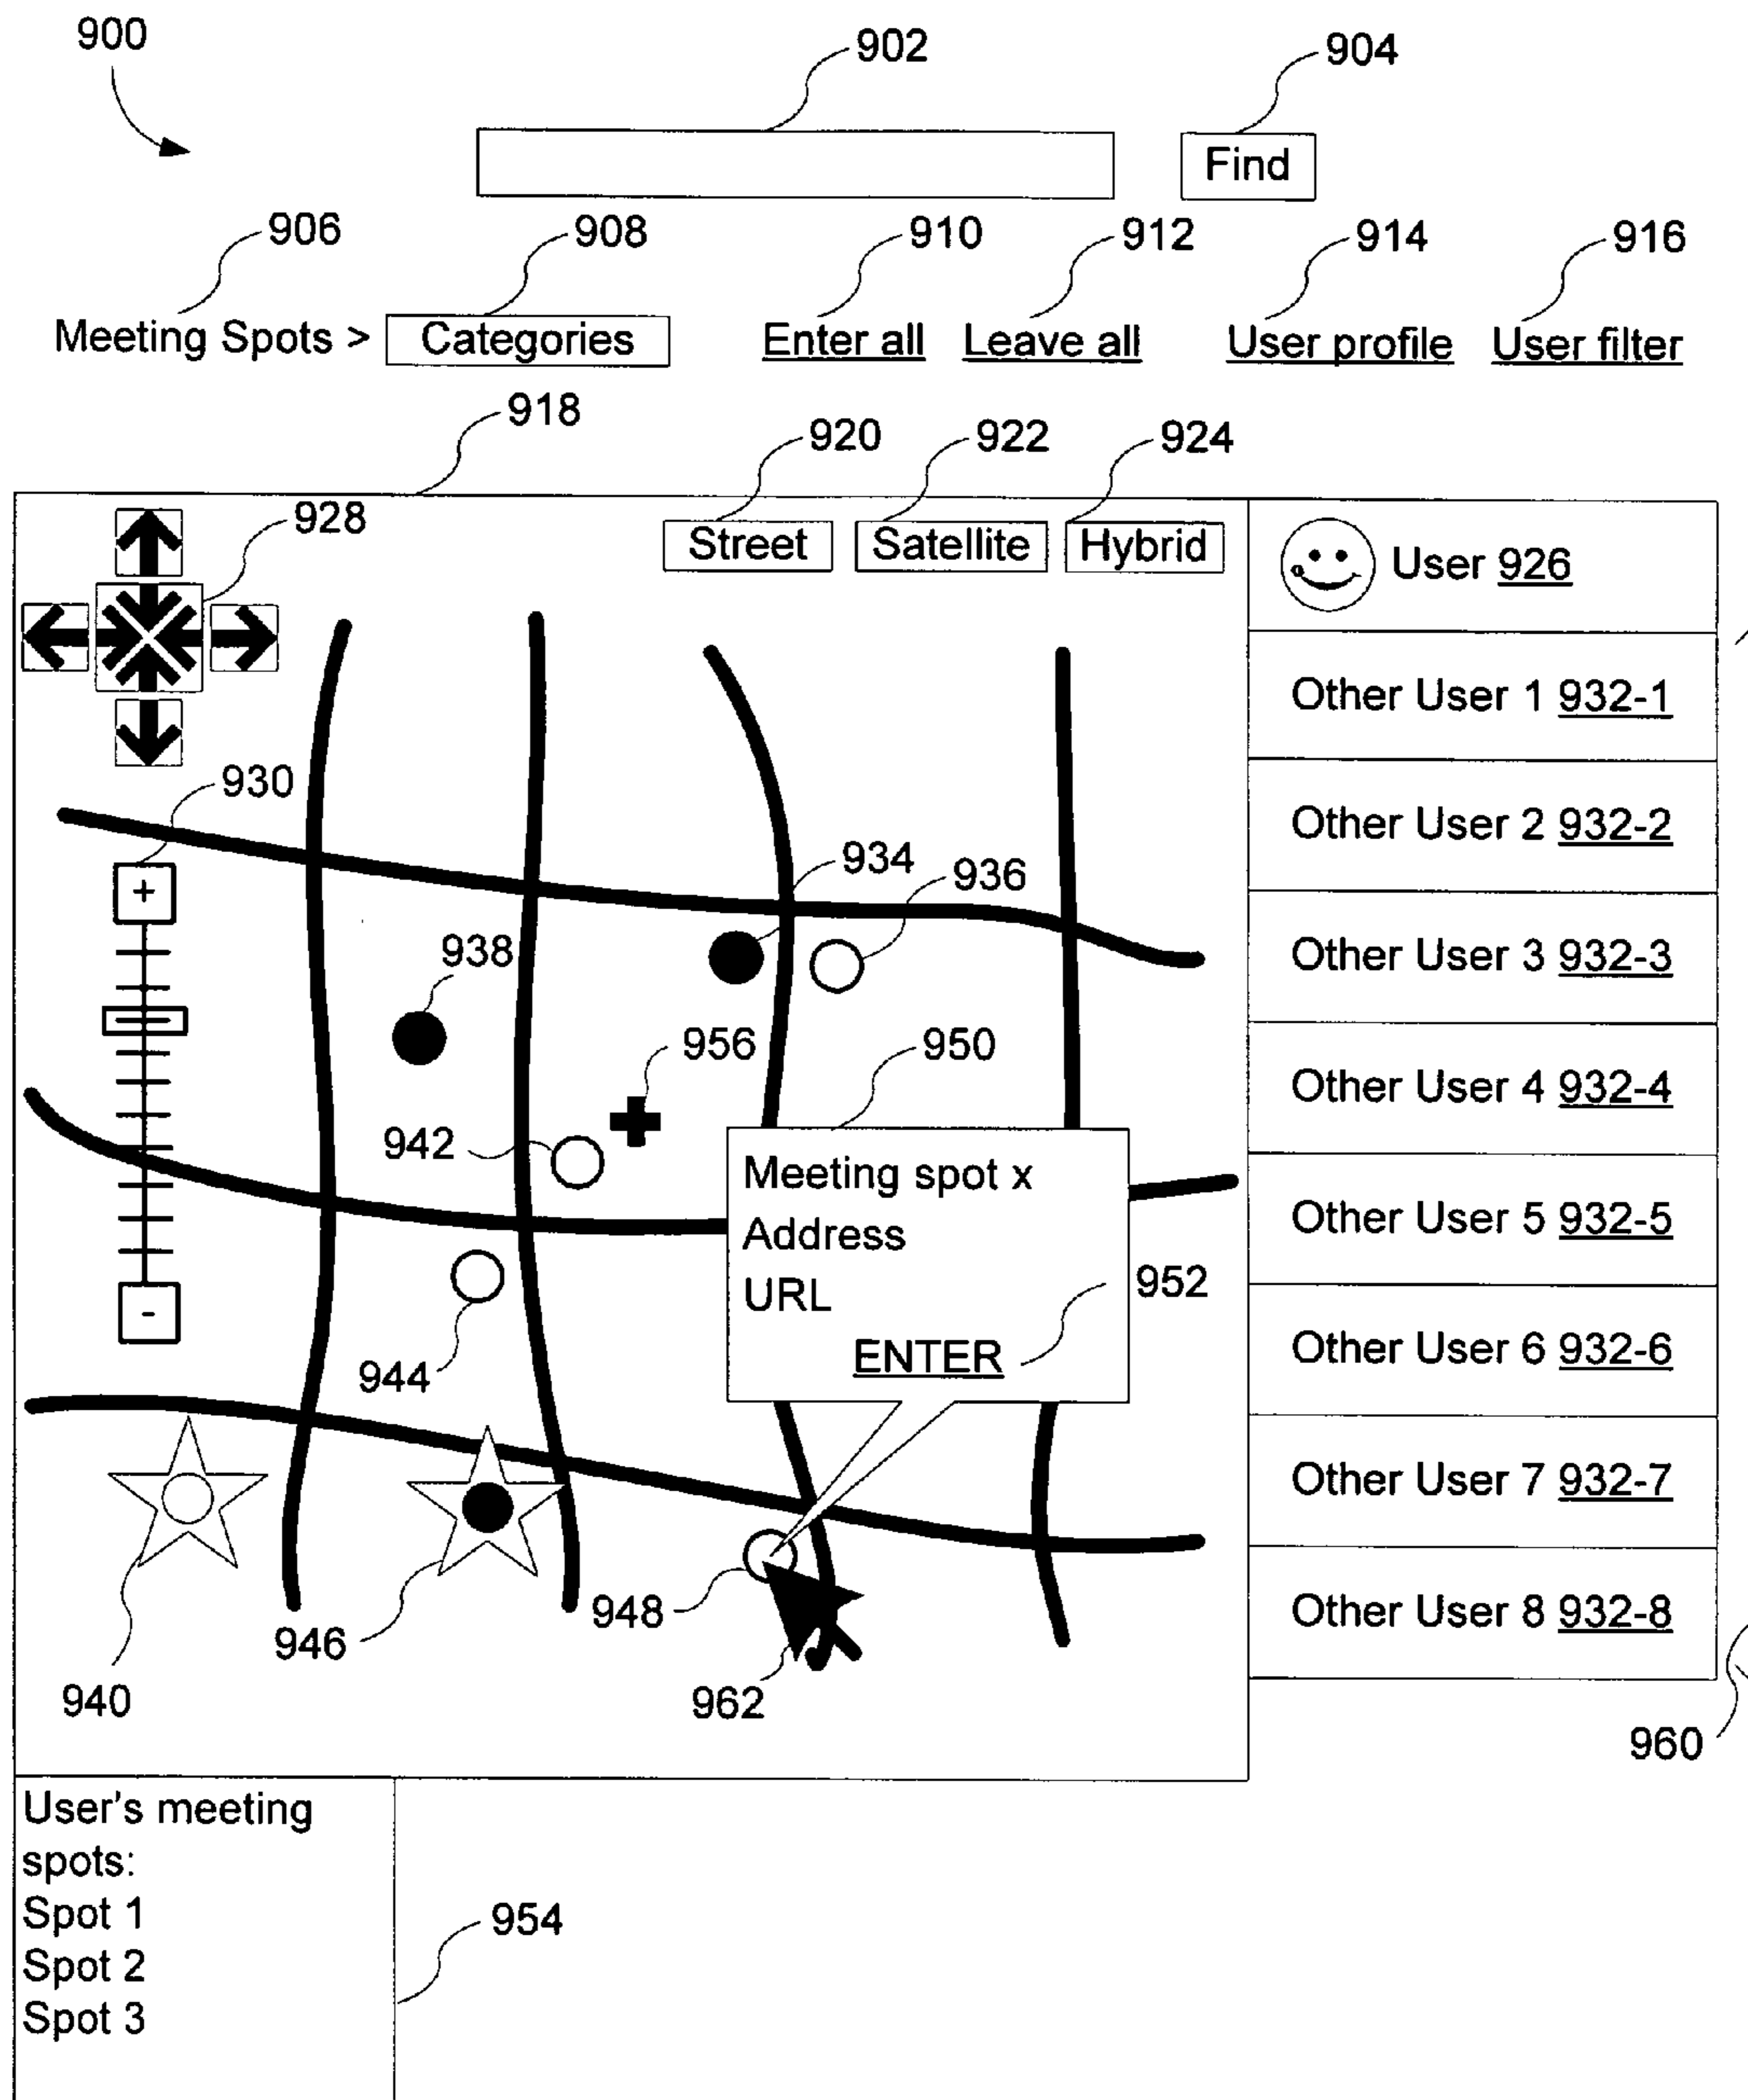 900
902
904
Find
906
908
910
912
914
916
Meeting Spots > Categories Enter all Leave all User profile User filter
918
920
922
924
928
Street Satellite Hybrid
User 926
Other User 1 932-1
930
Other User 2 932-2
+
934
936
938
Other User 3 932-3
956
950
Other User 4 932-4
942
Meeting spot x
Address
URL
952
ENTER
Other User 5 932-5
-
944
Other User 6 932-6
Other User 7 932-7
948
946
Other User 8 932-8
940
962
960
User's meeting
spots:
Spot 1
Spot 2
Spot 3
954